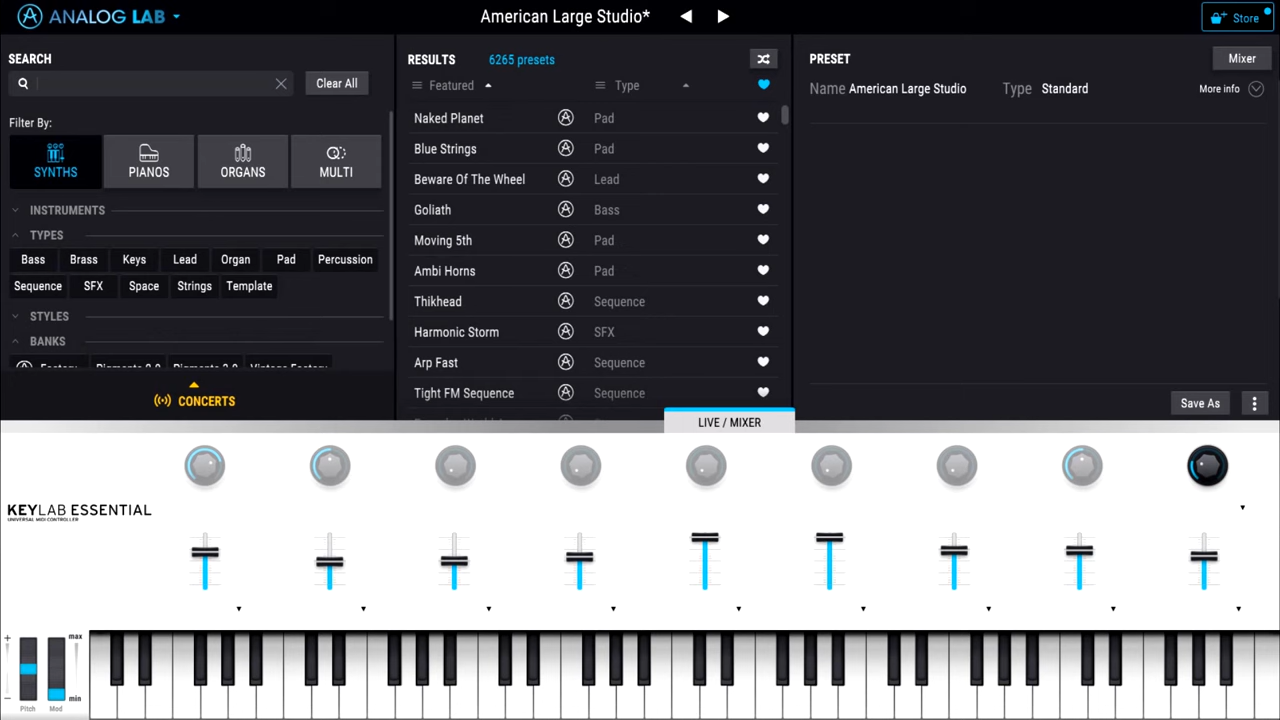 ANALOG LAB
American Large Studio*
Store
SEARCH
Clear All
Filter By:
SYNTHS
PIANOS
ORGANS
MULTI
INSTRUMENTS
TYPES
Bass Brass Keys Lead Organ Pad Percussion
Sequence SFX Space Strings Template
STYLES
BANKS
CONCERTS
RESULTS 6265 presets
Featured Type
Naked Planet Pad
Blue Strings Pad
Beware Of The Wheel Lead
Goliath Bass
Moving 5th Pad
Ambi Horns Pad
Thikhead Sequence
Harmonic Storm SFX
Arp Fast Sequence
Tight FM Sequence Sequence
PRESET
Mixer
Name American Large Studio Type Standard More info
Save As
LIVE / MIXER
KEYLAB ESSENTIAL
UNIVERSAL MIDI CONTROLLER
+
max
–
min
Pitch
Mod